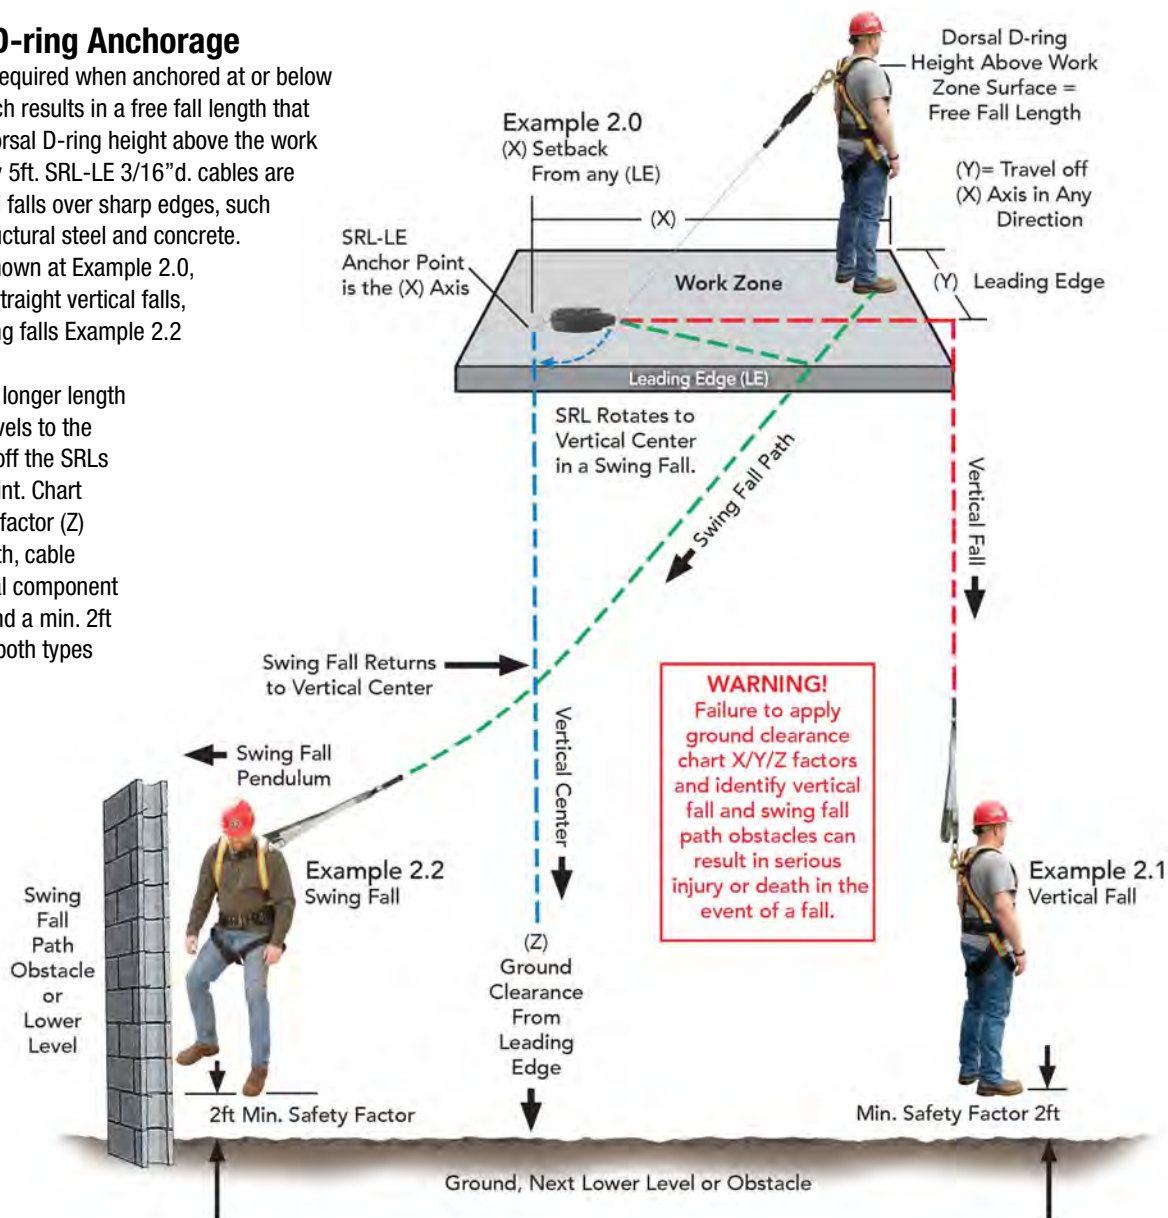 D-ring Anchorage
equired when anchored at or below
ch results in a free fall length that
orsal D-ring height above the work
y 5ft. SRL-LE 3/16”d. cables are
l falls over sharp edges, such
uctural steel and concrete.
hown at Example 2.0,
traight vertical falls,
ng falls Example 2.2
longer length
vels to the
off the SRLs
int. Chart
factor (Z)
th, cable
al component
nd a min. 2ft
both types
Dorsal D-ring
Height Above Work
Zone Surface =
Free Fall Length
Example 2.0
(X) Setback
From any (LE)
(Y)= Travel off
(X) Axis in Any
Direction
(X)
SRL-LE
Anchor Point
is the (X) Axis
Work Zone
(Y) Leading Edge
Leading Edge (LE)
SRL Rotates to
Vertical Center
in a Swing Fall.
Swing Fall Path
Vertical Fall
Swing Fall Returns
to Vertical Center
Vertical Center
Swing Fall
Pendulum
WARNING!
Failure to apply
ground clearance
chart X/Y/Z factors
and identify vertical
fall and swing fall
path obstacles can
result in serious
injury or death in the
event of a fall.
Example 2.2
Swing Fall
Example 2.1
Vertical Fall
Swing
Fall
Path
Obstacle
or
Lower
Level
(Z)
Ground
Clearance
From
Leading
Edge
2ft Min. Safety Factor
Min. Safety Factor 2ft
Ground, Next Lower Level or Obstacle